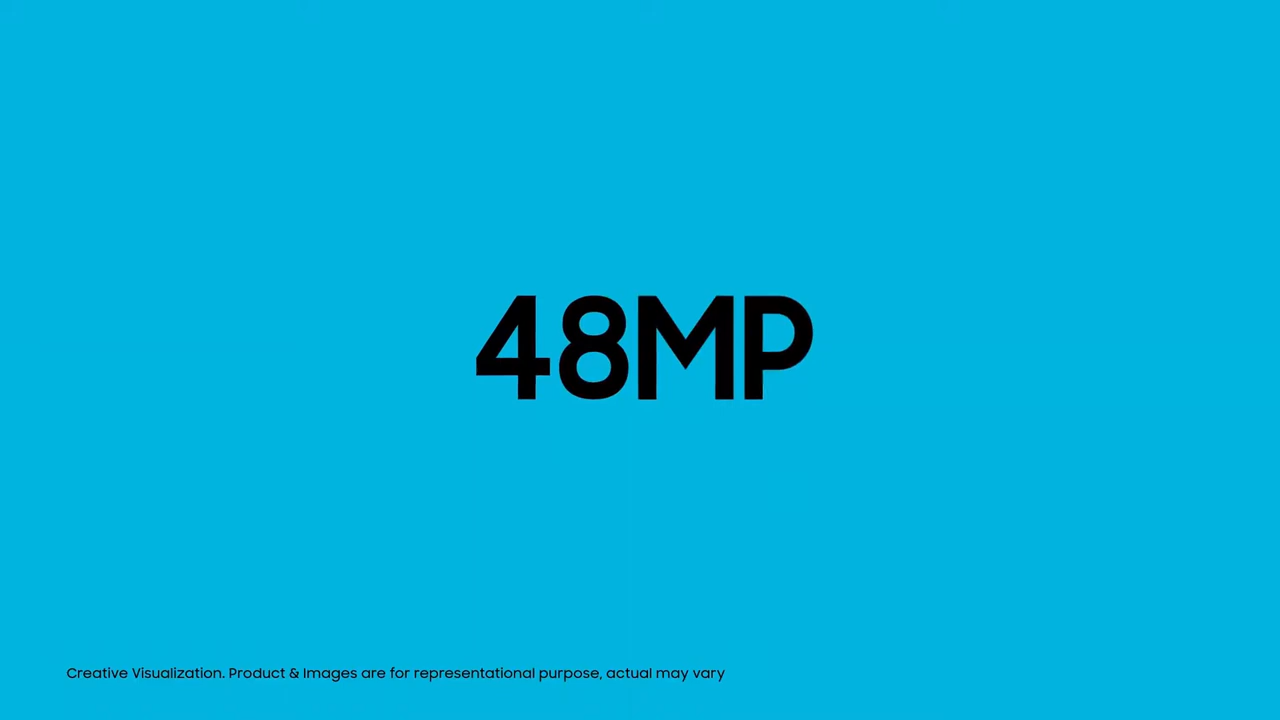 48MP
Creative Visualization. Product & Images are for representational purpose, actual may vary